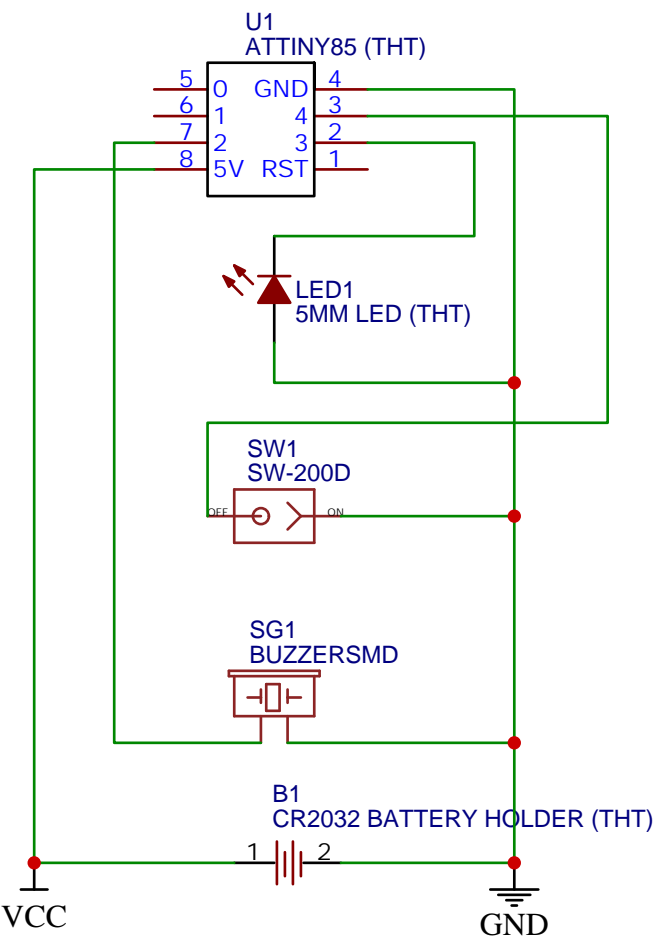 U1
ATTINY85 (THT)
5 0 GND 4
6 1 4 3
7 2 3 2
8 5V RST 1
LED1
5MM LED (THT)
SW1
SW-200D
OFF ON
SG1
BUZZERSMD
B1
CR2032 BATTERY HOLDER (THT)
1 2
VCC
GND